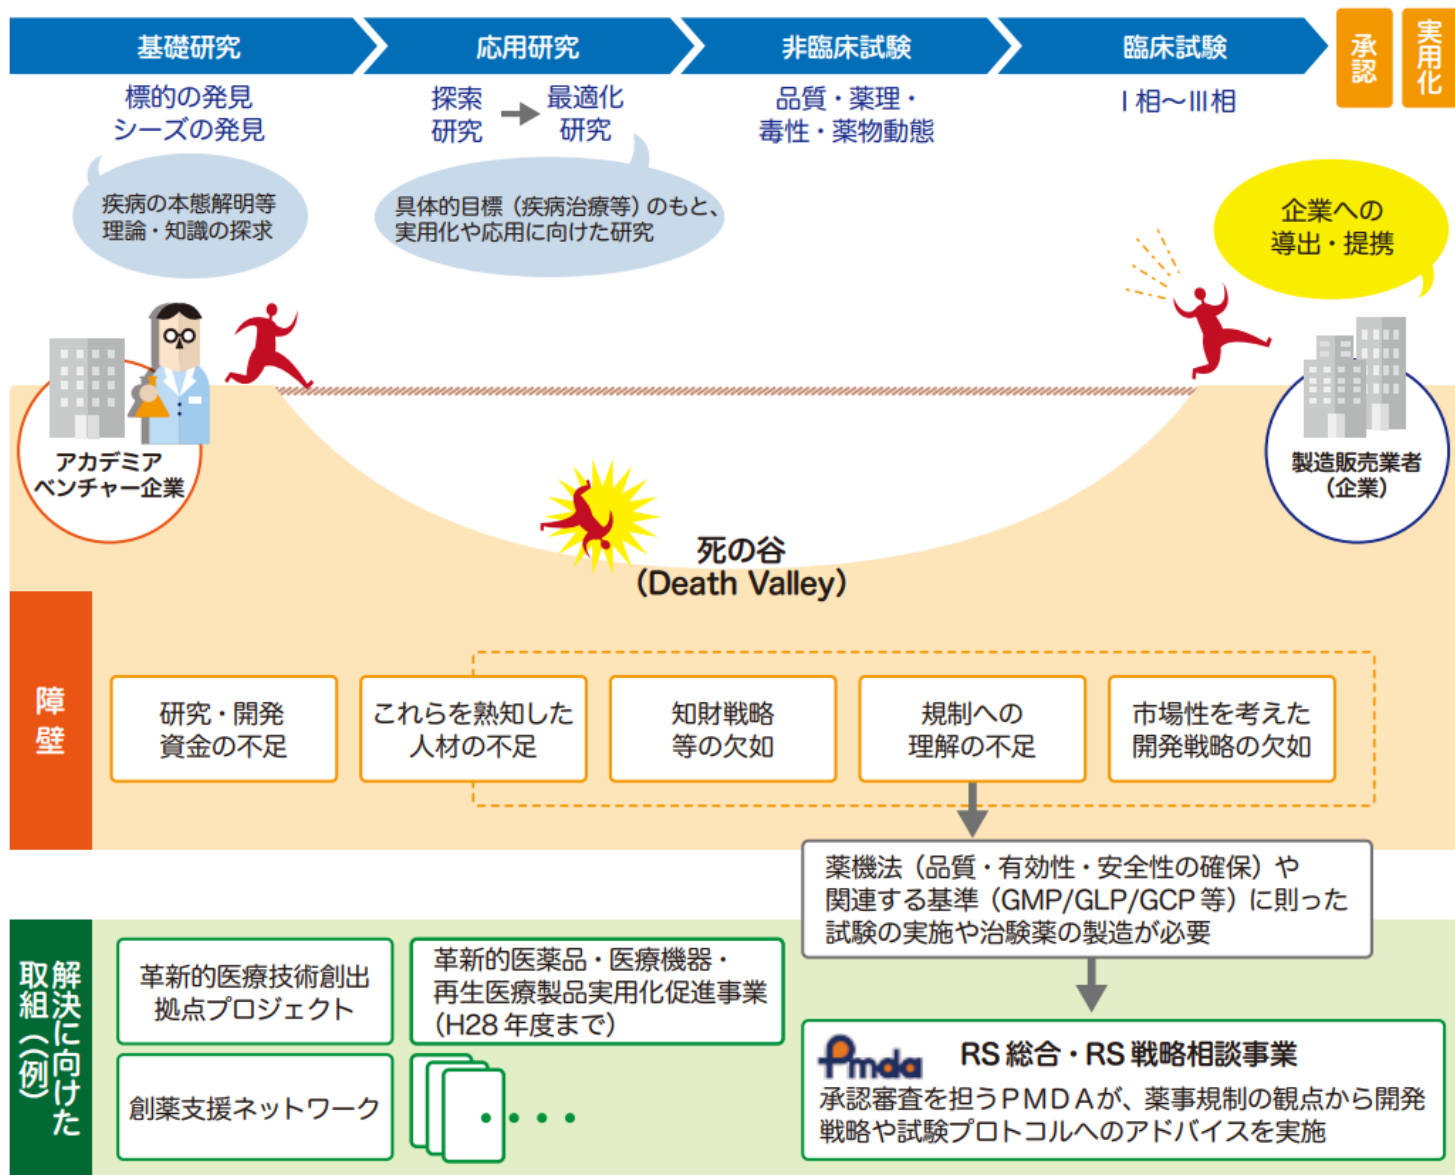 基礎研究
応用研究
非臨床試験
臨床試験
承認
実用化
標的の発見
シーズの発見
探索
研究
最適化
研究
品質・薬理・
毒性・薬物動態
I 相〜III相
疾病の本態解明等
理論・知識の探求
具体的目標（疾病治療等）のもと、
実用化や応用に向けた研究
企業への
導出・提携
アカデミア
ベンチャー企業
製造販売業者
（企業）
死の谷
（Death Valley）
障壁
研究・開発
資金の不足
これらを熟知した
人材の不足
知財戦略
等の欠如
規制への
理解の不足
市場性を考えた
開発戦略の欠如
薬機法（品質・有効性・安全性の確保）や
関連する基準（GMP/GLP/GCP 等）に則った
試験の実施や治験薬の製造が必要
解決に向けた
取組（（例）
革新的医療技術創出
拠点プロジェクト
革新的医薬品・医療機器・
再生医療製品実用化促進事業
（H28 年度まで）
創薬支援ネットワーク
・・・・
Pmda
RS 総合・RS 戦略相談事業
承認審査を担うＰＭＤＡが、薬事規制の観点から開発
戦略や試験プロトコルへのアドバイスを実施